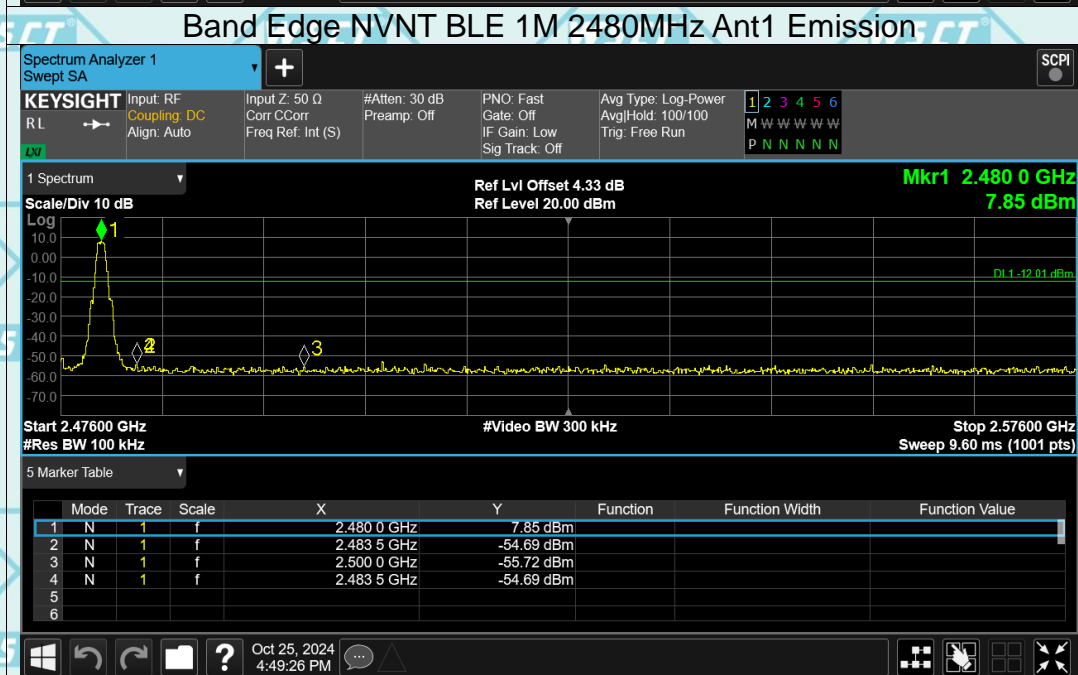 Band Edge NVNT BLE 1M 2480MHz Ant1 Emission
Spectrum Analyzer 1
Swept SA
+
SCPI
KEYSIGHT
R L
LXI
Input: RF
Coupling: DC
Align: Auto
Input Z: 50 Ω
Corr CCorr
Freq Ref: Int (S)
#Atten: 30 dB
Preamp: Off
PNO: Fast
Gate: Off
IF Gain: Low
Sig Track: Off
Avg Type: Log-Power
Avg|Hold: 100/100
Trig: Free Run
1 2 3 4 5 6
M W W W W W
P N N N N N
1 Spectrum
Scale/Div 10 dB
Ref Lvl Offset 4.33 dB
Ref Level 20.00 dBm
Mkr1 2.480 0 GHz
7.85 dBm
Log
10.0
0.00
-10.0
-20.0
-30.0
-40.0
-50.0
-60.0
-70.0
1
2
3
4
DL1 -12.01 dBm
Start 2.47600 GHz
#Video BW 300 kHz
Stop 2.57600 GHz
#Res BW 100 kHz
Sweep 9.60 ms (1001 pts)
5 Marker Table
Mode Trace Scale X Y Function Function Width Function Value
1 N 1 f 2.480 0 GHz 7.85 dBm
2 N 1 f 2.483 5 GHz -54.69 dBm
3 N 1 f 2.500 0 GHz -55.72 dBm
4 N 1 f 2.483 5 GHz -54.69 dBm
5
6
?
Oct 25, 2024
4:49:26 PM